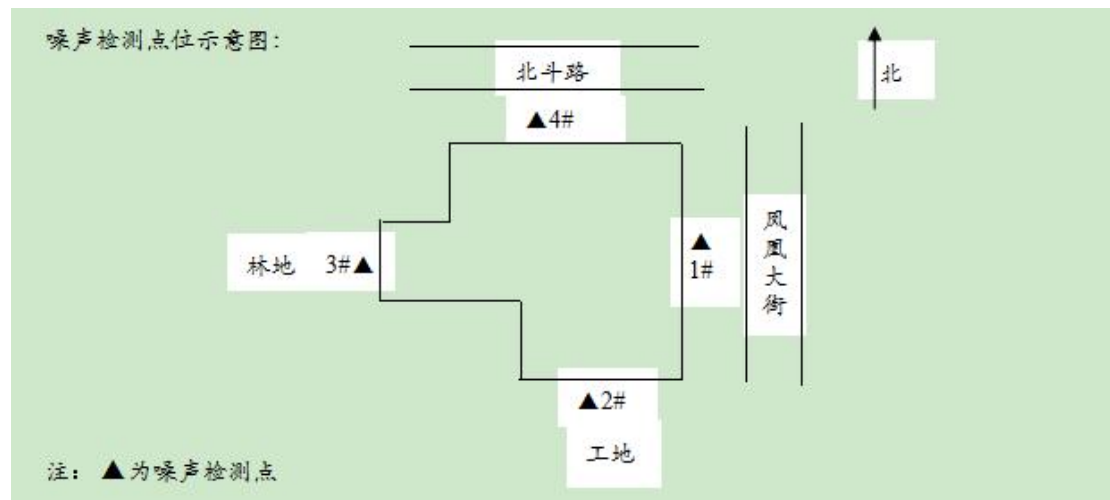 噪声检测点位示意图：
北斗路
北
▲4#
凤凰大街
▲
1#
林地 3#▲
▲2#
工地
注：▲为噪声检测点